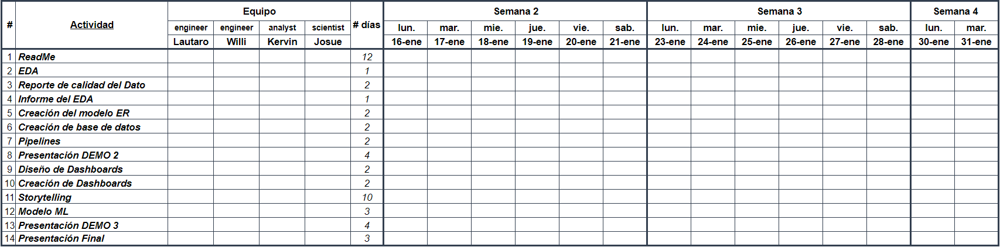 # Actividad Equipo # días Semana 2 Semana 3 Semana 4
engineer engineer analyst scientist lun. mar. mie. jue. vie. sab. lun. mar. mie. jue. vie. sab. lun. mar.
Lautaro Willi Kervin Josue 16-ene 17-ene 18-ene 19-ene 20-ene 21-ene 23-ene 24-ene 25-ene 26-ene 27-ene 28-ene 30-ene 31-ene
1 ReadMe 12
2 EDA 1
3 Reporte de calidad del Dato 2
4 Informe del EDA 1
5 Creación del modelo ER 2
6 Creación de base de datos 2
7 Pipelines 2
8 Presentación DEMO 2 4
9 Diseño de Dashboards 2
10 Creación de Dashboards 2
11 Storytelling 10
12 Modelo ML 3
13 Presentación DEMO 3 4
14 Presentación Final 3